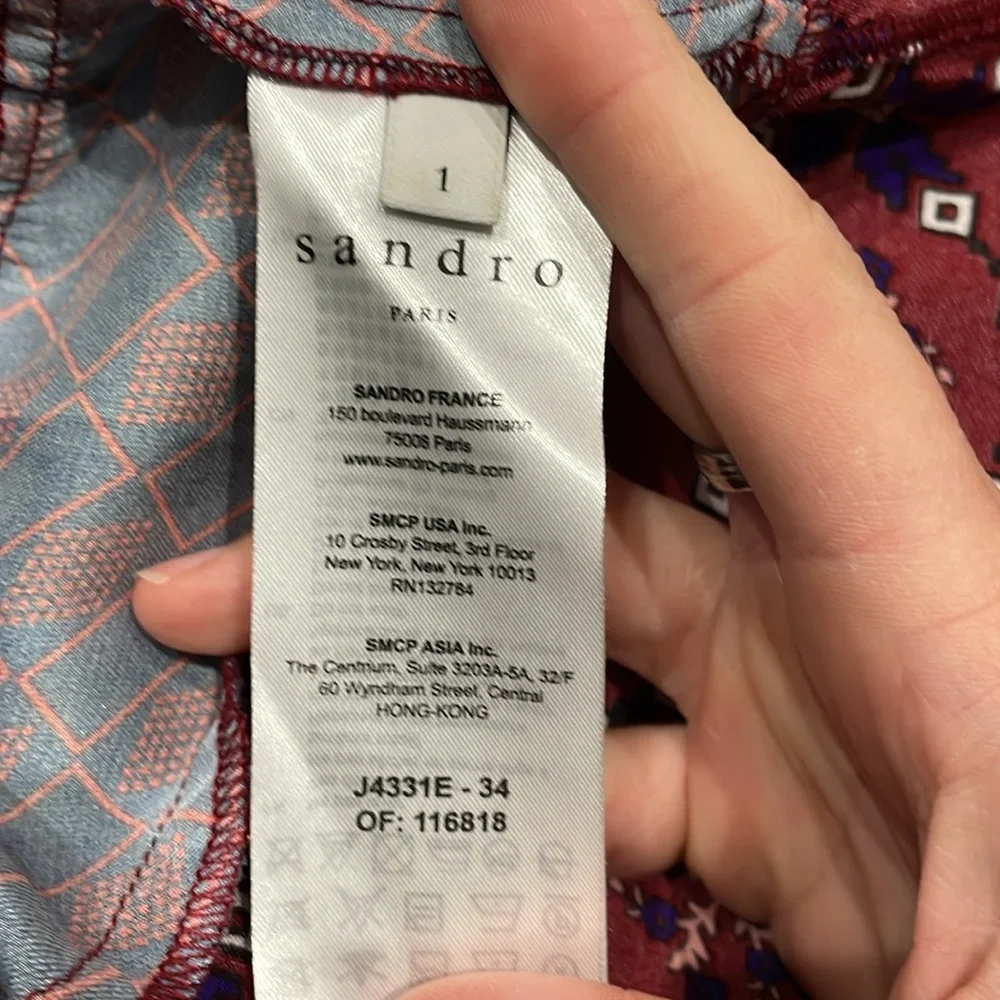 1
sandro
PARIS
SANDRO FRANCE
150 boulevard Haussmann
75008 Paris
www.sandro-paris.com
SMCP USA Inc.
10 Crosby Street, 3rd Floor
New York, New York 10013
RN132764
SMCP ASIA Inc.
The Centrium, Suite 3203A-5A, 32/F
60 Wyndham Street, Central
HONG-KONG
J4331E - 34
OF: 116818